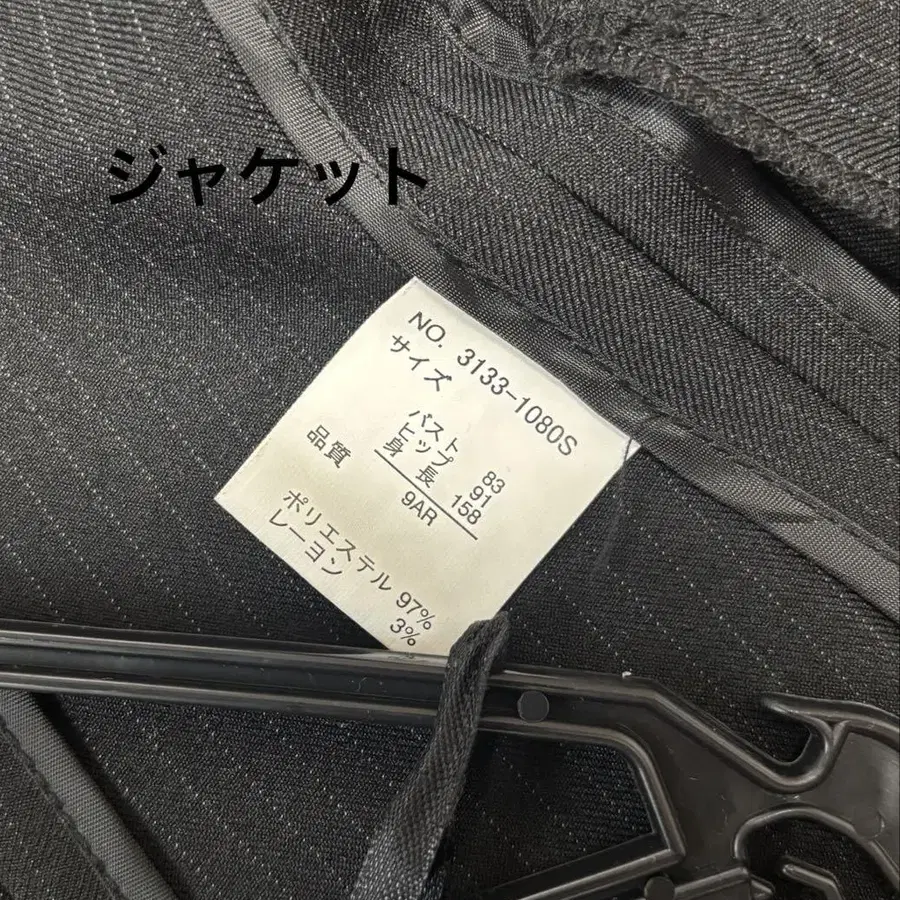 ジャケット
NO. 3133-1080S
サイズ
バスト 83
ヒップ 91
身長 158
9AR
品質
ポリエステル 97%
レーヨン 3%